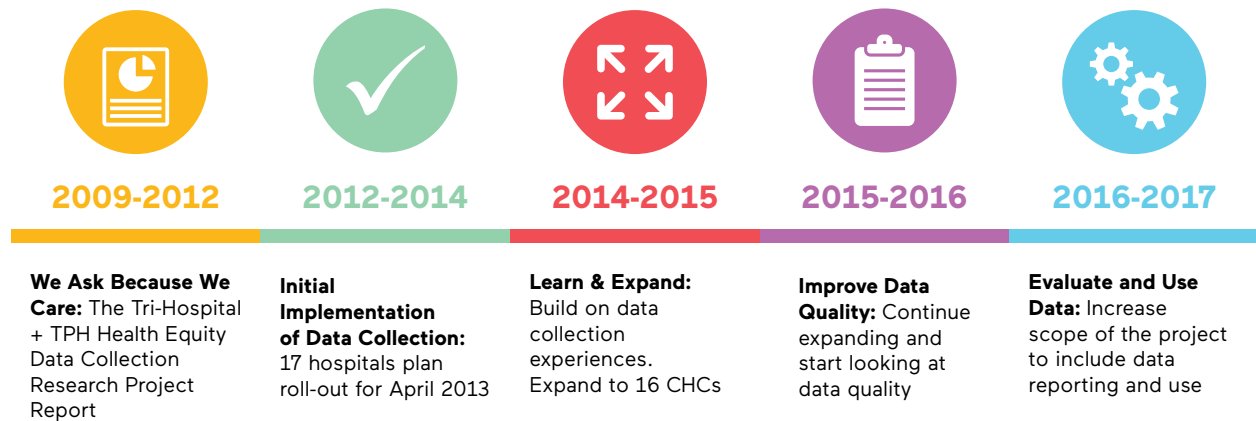 2009-2012
2012-2014
2014-2015
2015-2016
2016-2017
We Ask Because We
Care: The Tri-Hospital
+ TPH Health Equity
Data Collection
Research Project
Report
Initial
Implementation
of Data Collection:
17 hospitals plan
roll-out for April 2013
Learn & Expand:
Build on data
collection
experiences.
Expand to 16 CHCs
Improve Data
Quality: Continue
expanding and
start looking at
data quality
Evaluate and Use
Data: Increase
scope of the project
to include data
reporting and use